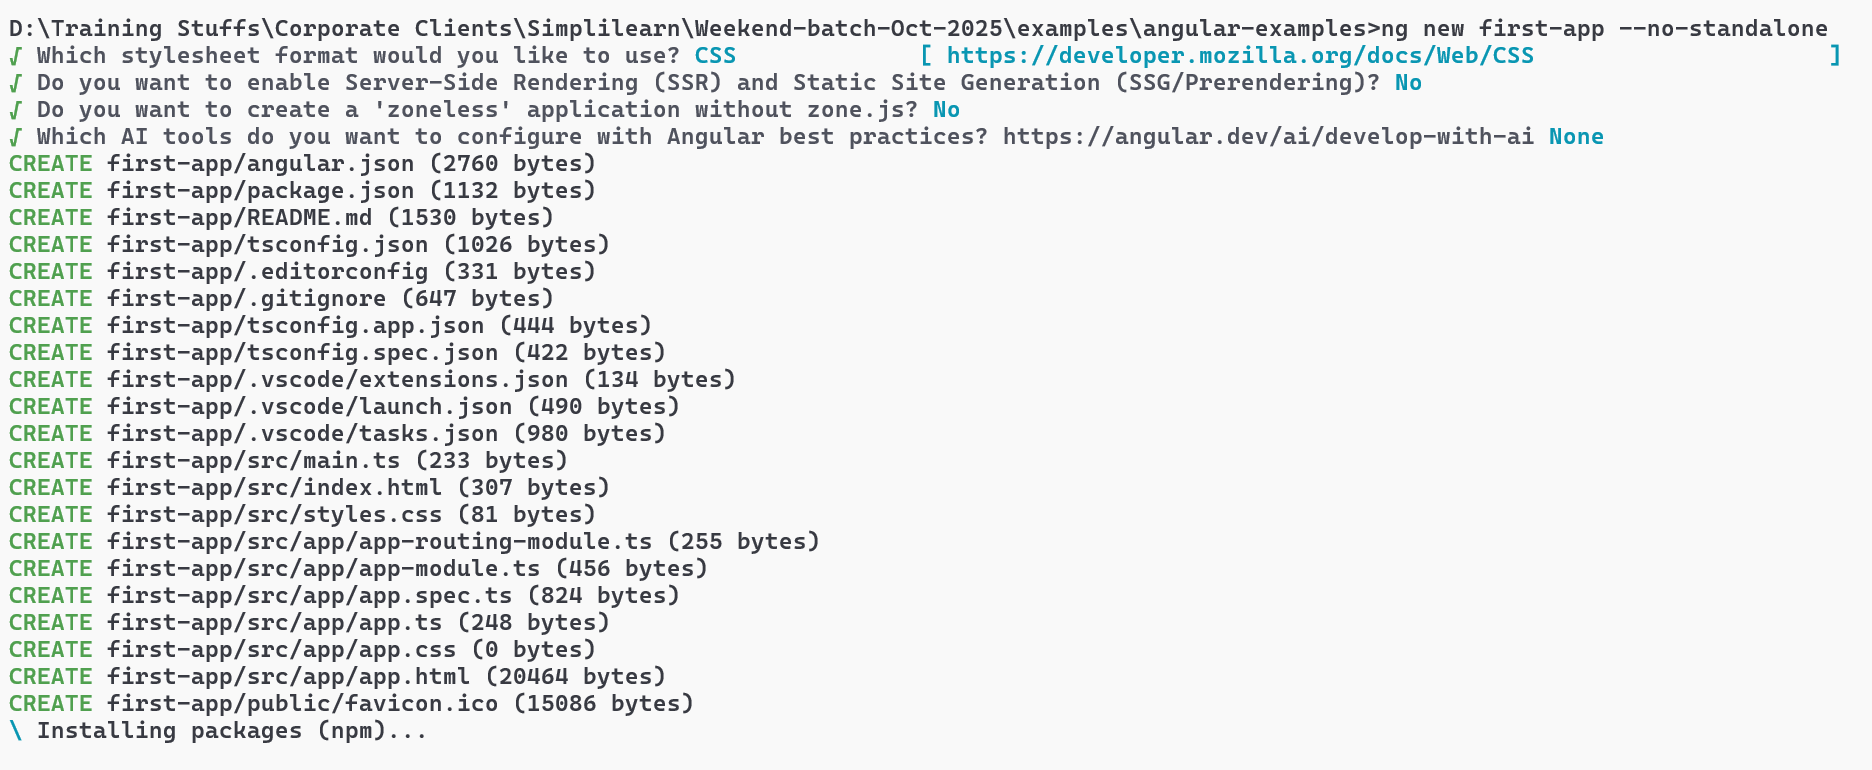 D:\Training Stuffs\Corporate Clients\Simplilearn\Weekend-batch-Oct-2025\examples\angular-examples>ng new first-app --no-standalone
√ Which stylesheet format would you like to use? CSS             [ https://developer.mozilla.org/docs/Web/CSS                     ]
√ Do you want to enable Server-Side Rendering (SSR) and Static Site Generation (SSG/Prerendering)? No
√ Do you want to create a 'zoneless' application without zone.js? No
√ Which AI tools do you want to configure with Angular best practices? https://angular.dev/ai/develop-with-ai None
CREATE first-app/angular.json (2760 bytes)
CREATE first-app/package.json (1132 bytes)
CREATE first-app/README.md (1530 bytes)
CREATE first-app/tsconfig.json (1026 bytes)
CREATE first-app/.editorconfig (331 bytes)
CREATE first-app/.gitignore (647 bytes)
CREATE first-app/tsconfig.app.json (444 bytes)
CREATE first-app/tsconfig.spec.json (422 bytes)
CREATE first-app/.vscode/extensions.json (134 bytes)
CREATE first-app/.vscode/launch.json (490 bytes)
CREATE first-app/.vscode/tasks.json (980 bytes)
CREATE first-app/src/main.ts (233 bytes)
CREATE first-app/src/index.html (307 bytes)
CREATE first-app/src/styles.css (81 bytes)
CREATE first-app/src/app/app-routing-module.ts (255 bytes)
CREATE first-app/src/app/app-module.ts (456 bytes)
CREATE first-app/src/app/app.spec.ts (824 bytes)
CREATE first-app/src/app/app.ts (248 bytes)
CREATE first-app/src/app/app.css (0 bytes)
CREATE first-app/src/app/app.html (20464 bytes)
CREATE first-app/public/favicon.ico (15086 bytes)
\ Installing packages (npm)...